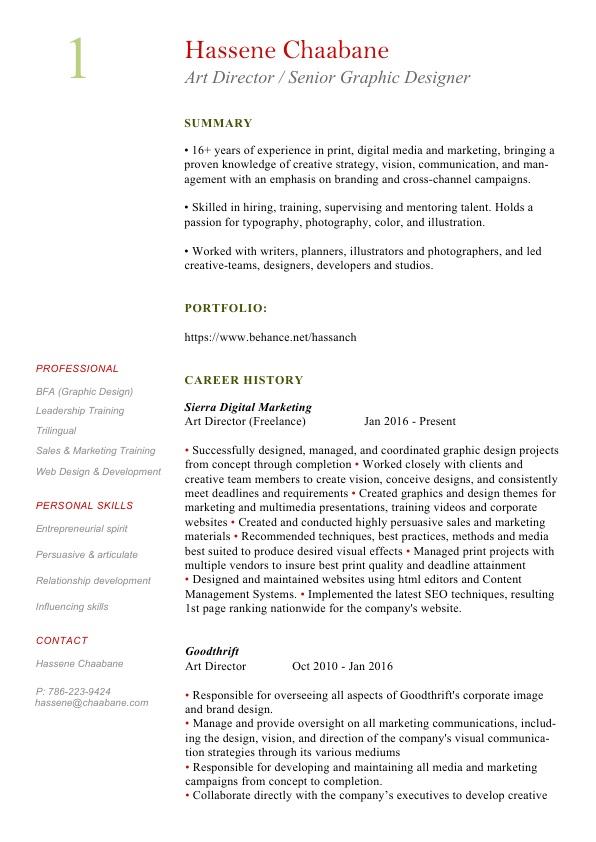 1
Hassene Chaabane
Art Director / Senior Graphic Designer
SUMMARY
• 16+ years of experience in print, digital media and marketing, bringing a
proven knowledge of creative strategy, vision, communication, and man-
agement with an emphasis on branding and cross-channel campaigns.
• Skilled in hiring, training, supervising and mentoring talent. Holds a
passion for typography, photography, color, and illustration.
• Worked with writers, planners, illustrators and photographers, and led
creative-teams, designers, developers and studios.
PORTFOLIO:
https://www.behance.net/hassanch
PROFESSIONAL
BFA (Graphic Design)
Leadership Training
Trilingual
Sales & Marketing Training
Web Design & Development
PERSONAL SKILLS
Entrepreneurial spirit
Persuasive & articulate
Relationship development
Influencing skills
CONTACT
Hassene Chaabane
P: 786-223-9424
hassene@chaabane.com
CAREER HISTORY
Sierra Digital Marketing
Art Director (Freelance) Jan 2016 - Present
• Successfully designed, managed, and coordinated graphic design projects
from concept through completion • Worked closely with clients and
creative team members to create vision, conceive designs, and consistently
meet deadlines and requirements • Created graphics and design themes for
marketing and multimedia presentations, training videos and corporate
websites • Created and conducted highly persuasive sales and marketing
materials • Recommended techniques, best practices, methods and media
best suited to produce desired visual effects • Managed print projects with
multiple vendors to insure best print quality and deadline attainment
• Designed and maintained websites using html editors and Content
Management Systems. • Implemented the latest SEO techniques, resulting
1st page ranking nationwide for the company's website.
Goodthrift
Art Director Oct 2010 - Jan 2016
• Responsible for overseeing all aspects of Goodthrift's corporate image
and brand design.
• Manage and provide oversight on all marketing communications, includ-
ing the design, vision, and direction of the company's visual communica-
tion strategies through its various mediums
• Responsible for developing and maintaining all media and marketing
campaigns from concept to completion.
• Collaborate directly with the company’s executives to develop creative